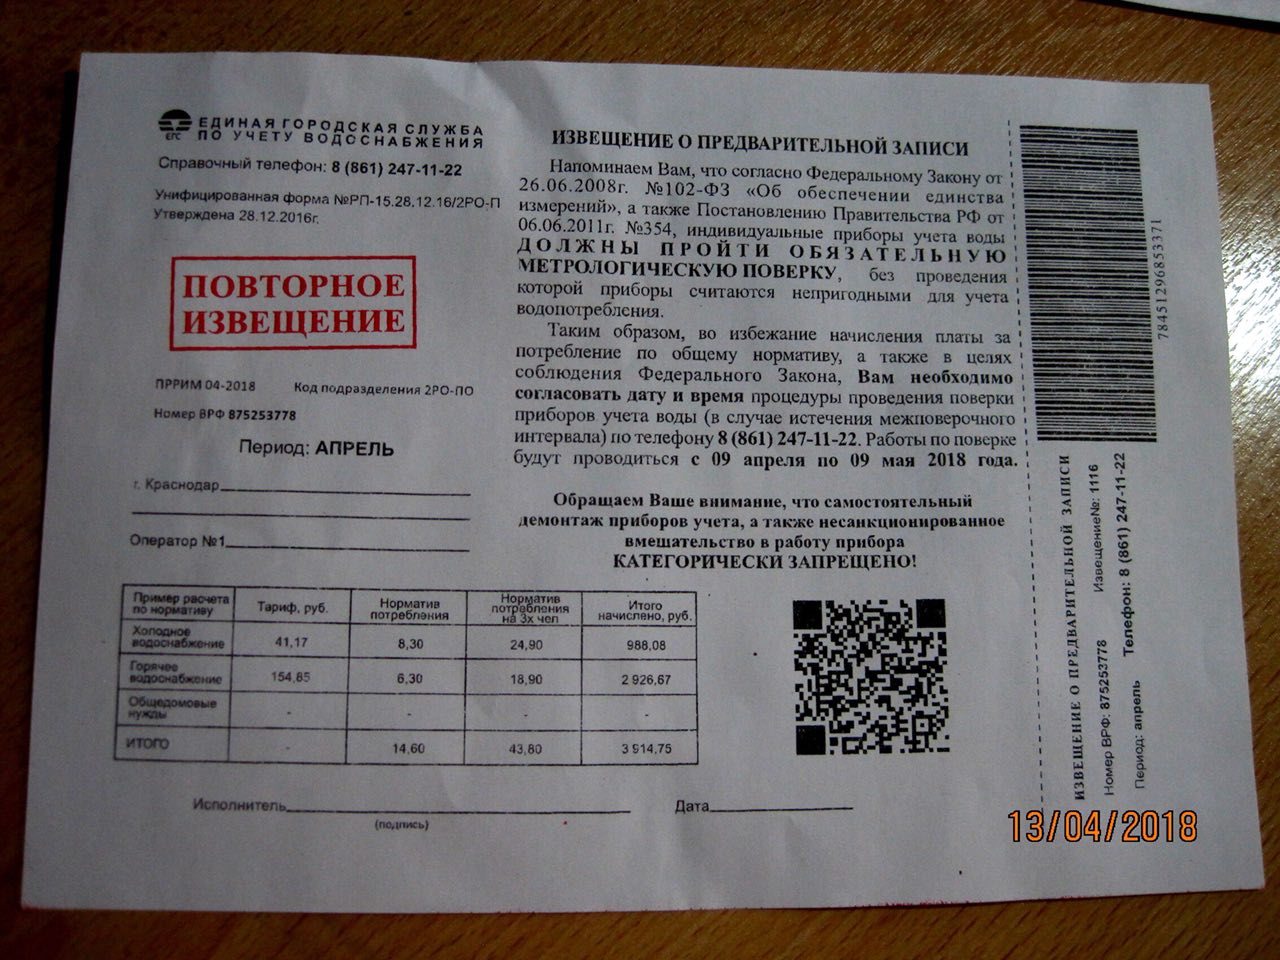 ЕДИНАЯ ГОРОДСКАЯ СЛУЖБА
ПО УЧЕТУ ВОДОСНАБЖЕНИЯ
ЕГС
Справочный телефон: 8 (861) 247-11-22
Унифицированная форма №РП-15.28.12.16/2РО-П
Утверждена 28.12.2016г.
ПОВТОРНОЕ
ИЗВЕЩЕНИЕ
ПРРИМ 04-2018 Код подразделения 2РО-ПО
Номер ВРФ 875253778
Период: АПРЕЛЬ
г. Краснодар
Оператор №1
ИЗВЕЩЕНИЕ О ПРЕДВАРИТЕЛЬНОЙ ЗАПИСИ
Напоминаем Вам, что согласно Федеральному Закону от
26.06.2008г. №102-ФЗ «Об обеспечении единства
измерений», а также Постановлению Правительства РФ от
06.06.2011г. №354, индивидуальные приборы учета воды
ДОЛЖНЫ ПРОЙТИ ОБЯЗАТЕЛЬНУЮ
МЕТРОЛОГИЧЕСКУЮ ПОВЕРКУ, без проведения
которой приборы считаются непригодными для учета
водопотребления.
Таким образом, во избежание начисления платы за
потребление по общему нормативу, а также в целях
соблюдения Федерального Закона, Вам необходимо
согласовать дату и время процедуры проведения поверки
приборов учета воды (в случае истечения межповерочного
интервала) по телефону 8 (861) 247-11-22. Работы по поверке
будут проводиться с 09 апреля по 09 мая 2018 года.
Обращаем Ваше внимание, что самостоятельный
демонтаж приборов учета, а также несанкционированное
вмешательство в работу прибора
КАТЕГОРИЧЕСКИ ЗАПРЕЩЕНО!
Пример расчета по нормативу Тариф, руб. Норматив потребления Норматив потребления на 3х чел Итого начислено, руб.
Холодное водоснабжение 41,17 8,30 24,90 988,08
Горячее водоснабжение 154,85 6,30 18,90 2 926,67
Общедомовые нужды - - - -
ИТОГО - 14,60 43,80 3 914,75
Исполнитель Дата
(подпись)
78451296853371
ИЗВЕЩЕНИЕ О ПРЕДВАРИТЕЛЬНОЙ ЗАПИСИ
Номер ВРФ: 875253778 Извещение№: 1116
Период: апрель Телефон: 8 (861) 247-11-22
13/04/2018